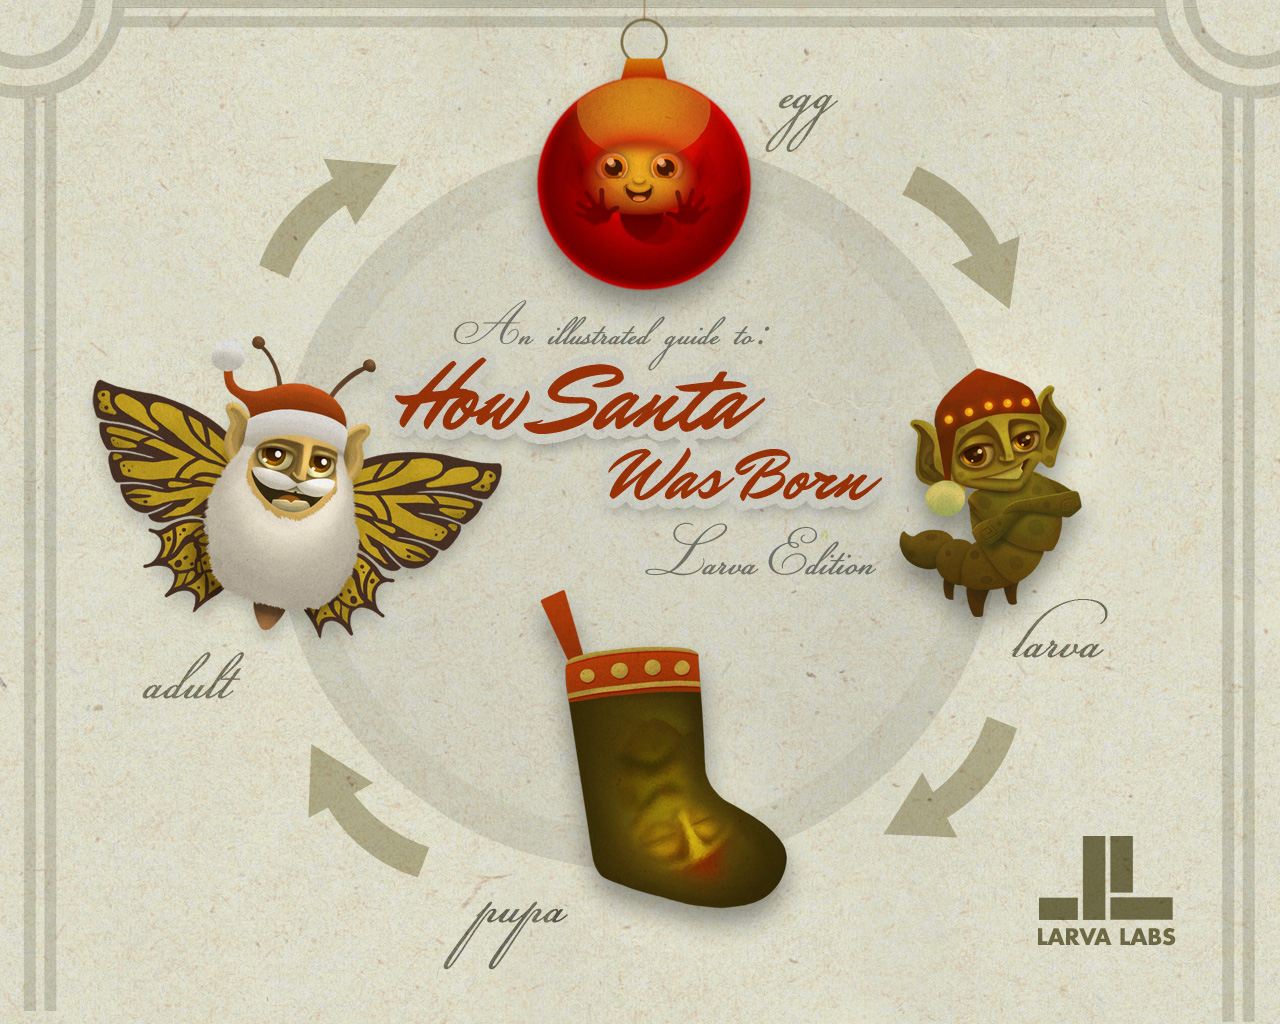 egg
An illustrated guide to:
How Santa
Was Born
Larva Edition
larva
adult
pupa
LARVA LABS